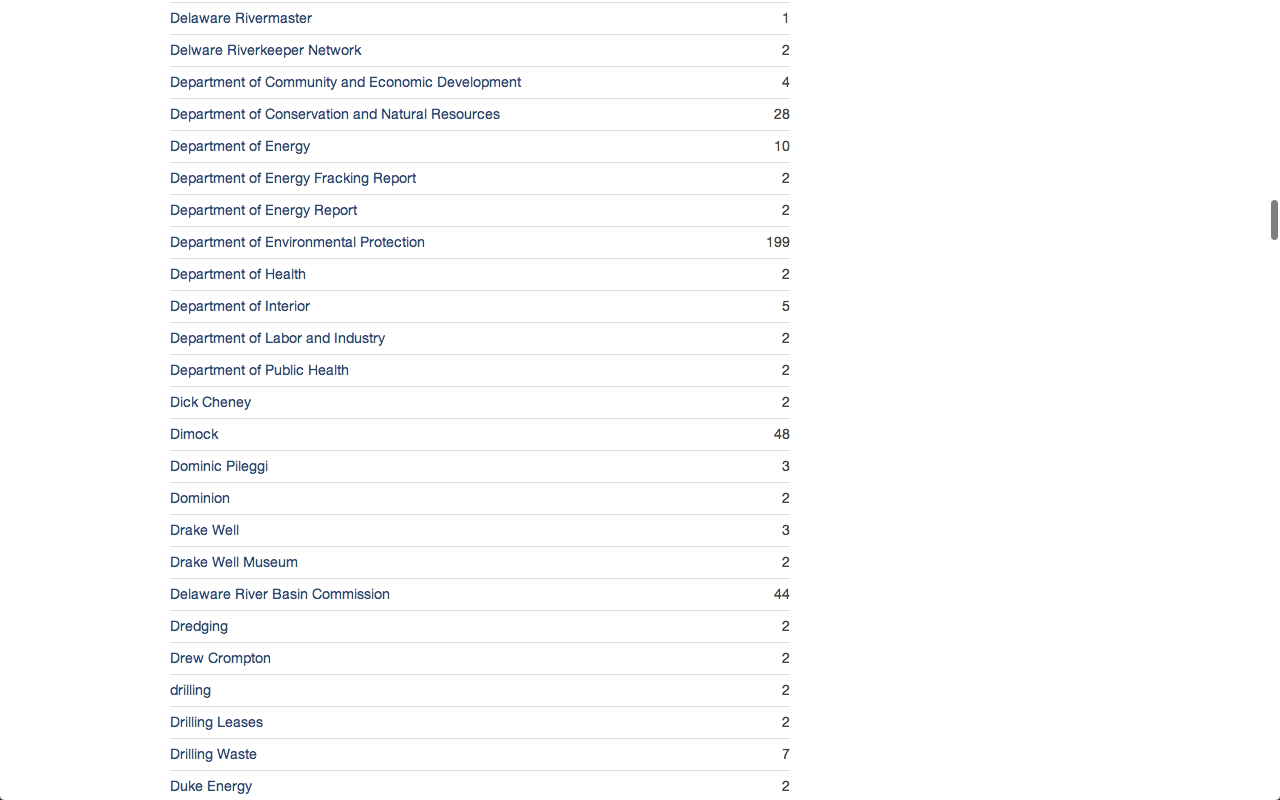 Delaware Rivermaster 1
Delware Riverkeeper Network 2
Department of Community and Economic Development 4
Department of Conservation and Natural Resources 28
Department of Energy 10
Department of Energy Fracking Report 2
Department of Energy Report 2
Department of Environmental Protection 199
Department of Health 2
Department of Interior 5
Department of Labor and Industry 2
Department of Public Health 2
Dick Cheney 2
Dimock 48
Dominic Pileggi 3
Dominion 2
Drake Well 3
Drake Well Museum 2
Delaware River Basin Commission 44
Dredging 2
Drew Crompton 2
drilling 2
Drilling Leases 2
Drilling Waste 7
Duke Energy 2